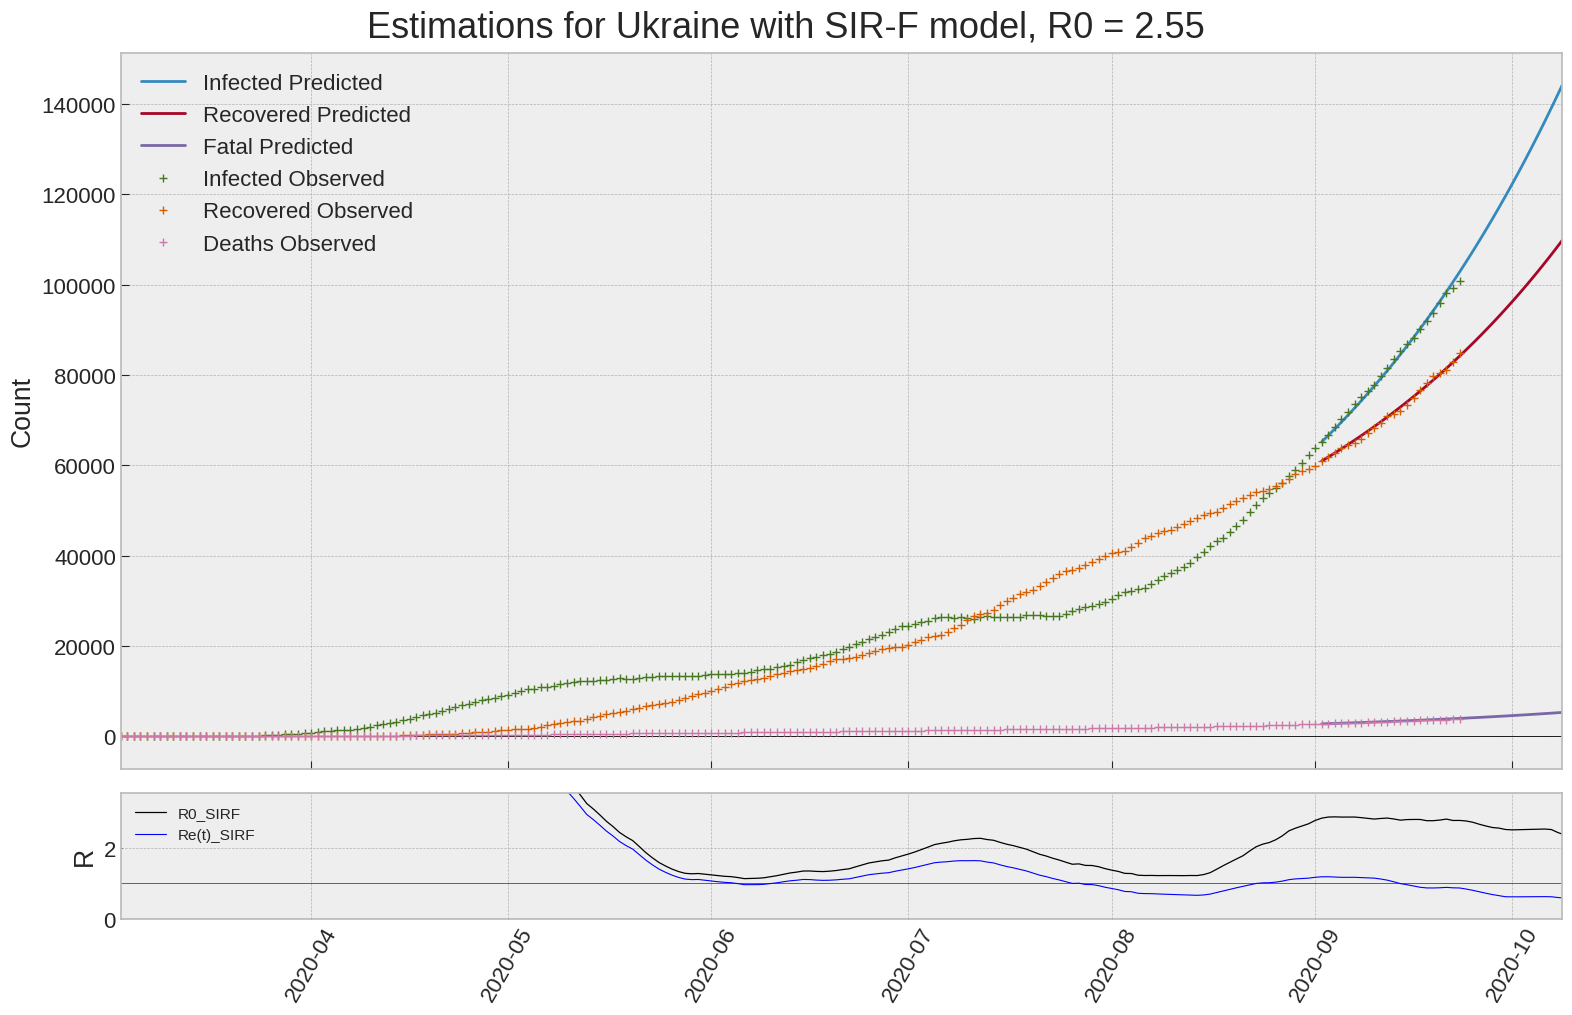 Estimations for Ukraine with SIR-F model, R0 = 2.55
Infected Predicted
Recovered Predicted
Fatal Predicted
Infected Observed
Recovered Observed
Deaths Observed
Count
140000
120000
100000
80000
60000
40000
20000
0
R0_SIRF
Re(t)_SIRF
R
2
0
2020-04
2020-05
2020-06
2020-07
2020-08
2020-09
2020-10